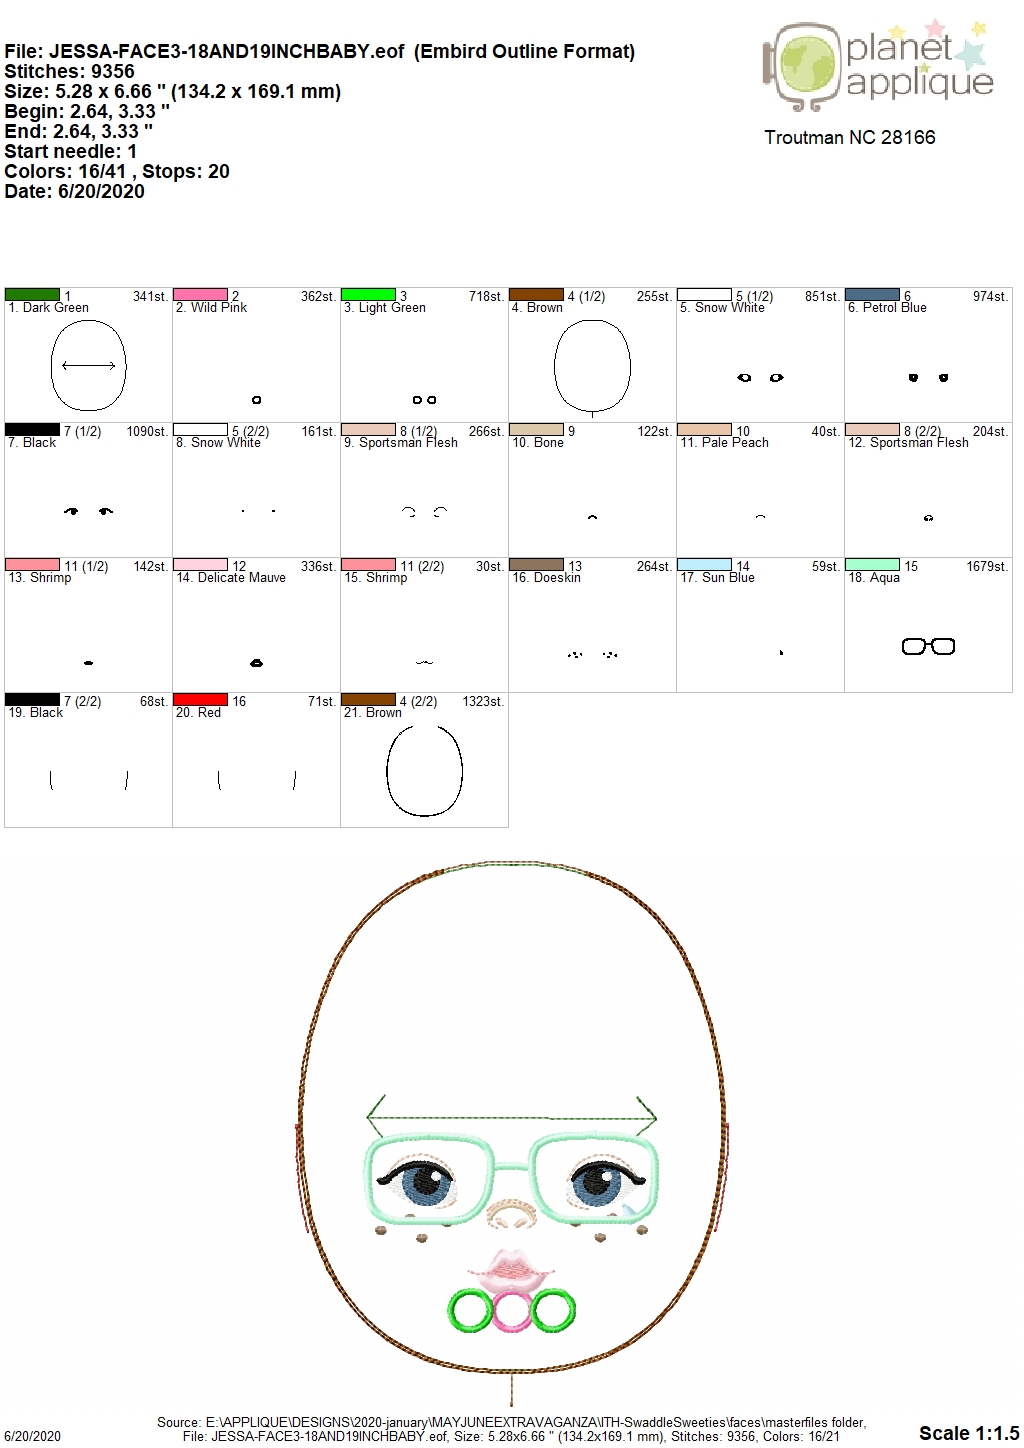 File: JESSA-FACE3-18AND19INCHBABY.eof  (Embird Outline Format)
Stitches: 9356
Size: 5.28 x 6.66 " (134.2 x 169.1 mm)
Begin: 2.64, 3.33 "
End: 2.64, 3.33 "
Start needle: 1
Colors: 16/41 , Stops: 20
Date: 6/20/2020
planet
applique
Troutman NC 28166
1 341st. 2 362st. 3 718st. 4 (1/2) 255st. 5 (1/2) 851st. 6 974st.
1. Dark Green 2. Wild Pink 3. Light Green 4. Brown 5. Snow White 6. Petrol Blue
7 (1/2) 1090st. 5 (2/2) 161st. 8 (1/2) 266st. 9 122st. 10 40st. 8 (2/2) 204st.
7. Black 8. Snow White 9. Sportsman Flesh 10. Bone 11. Pale Peach 12. Sportsman Flesh
11 (1/2) 142st. 12 336st. 11 (2/2) 30st. 13 264st. 14 59st. 15 1679st.
13. Shrimp 14. Delicate Mauve 15. Shrimp 16. Doeskin 17. Sun Blue 18. Aqua
7 (2/2) 68st. 16 71st. 4 (2/2) 1323st.
19. Black 20. Red 21. Brown
Source: E:\APPLIQUE\DESIGNS\2020-january\MAYJUNEEXTRAVAGANZA\ITH-SwaddleSweeties\faces\masterfiles folder,
6/20/2020 File: JESSA-FACE3-18AND19INCHBABY.eof, Size: 5.28x6.66 " (134.2x169.1 mm), Stitches: 9356, Colors: 16/21 Scale 1:1.5